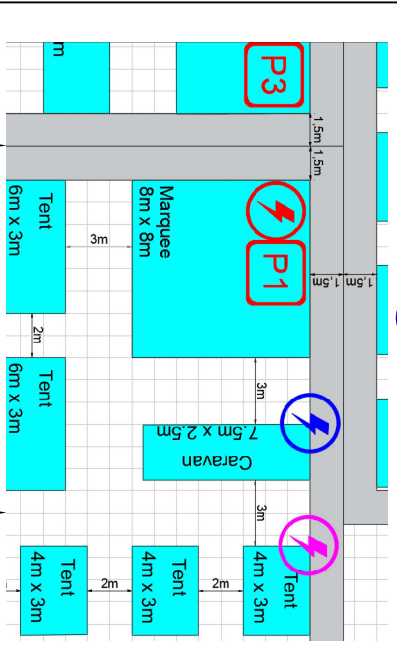 m
P3
1,5m
1,5m
Tent
6m x 3m
3m
Marquee
8m x 8m
P1
1,5m
1,5m
2m
Tent
6m x 3m
3m
Caravan
7.5m x 2.5m
3m
Tent
4m x 3m
2m
Tent
4m x 3m
2m
Tent
4m x 3m